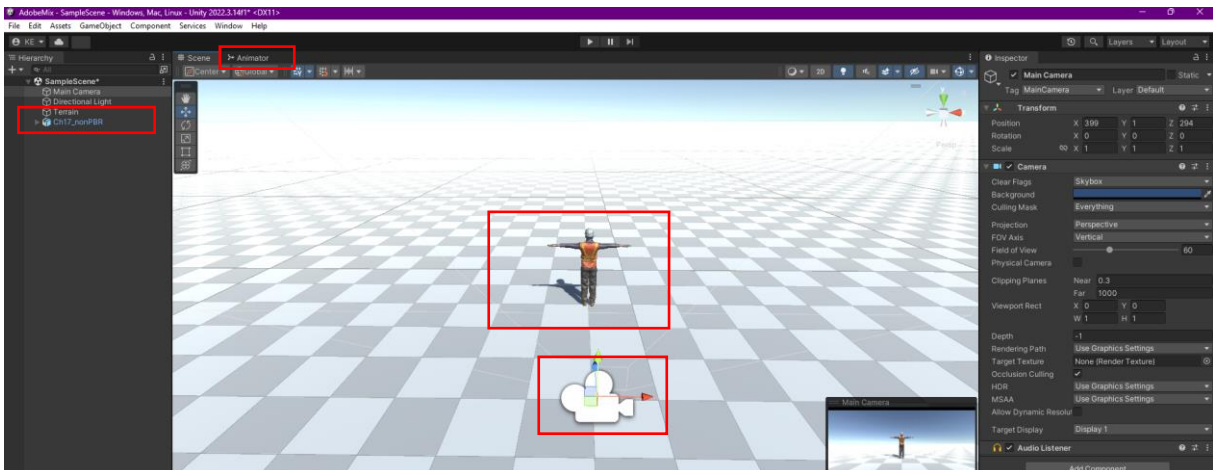 AdobeMix - SampleScene - Windows, Mac, Linux - Unity 2022.3.14f1* <DX11>
File Edit Assets GameObject Component Services Window Help
KE Layers Layout
Hierarchy
All
SampleScene*
Main Camera
Directional Light
Terrain
Ch17_nonPBR
Scene Animator
Center Global 2D
Persp
Main Camera
Inspector
Main Camera Static
Tag MainCamera Layer Default
Transform
Position X 399 Y 1 Z 294
Rotation X 0 Y 0 Z 0
Scale X 1 Y 1 Z 1
Camera
Clear Flags Skybox
Background
Culling Mask Everything
Projection Perspective
FOV Axis Vertical
Field of View 60
Physical Camera
Clipping Planes Near 0.3
Far 1000
Viewport Rect X 0 Y 0
W 1 H 1
Depth -1
Rendering Path Use Graphics Settings
Target Texture None (Render Texture)
Occlusion Culling
HDR Use Graphics Settings
MSAA Use Graphics Settings
Allow Dynamic Resolut
Target Display Display 1
Audio Listener
Add Component